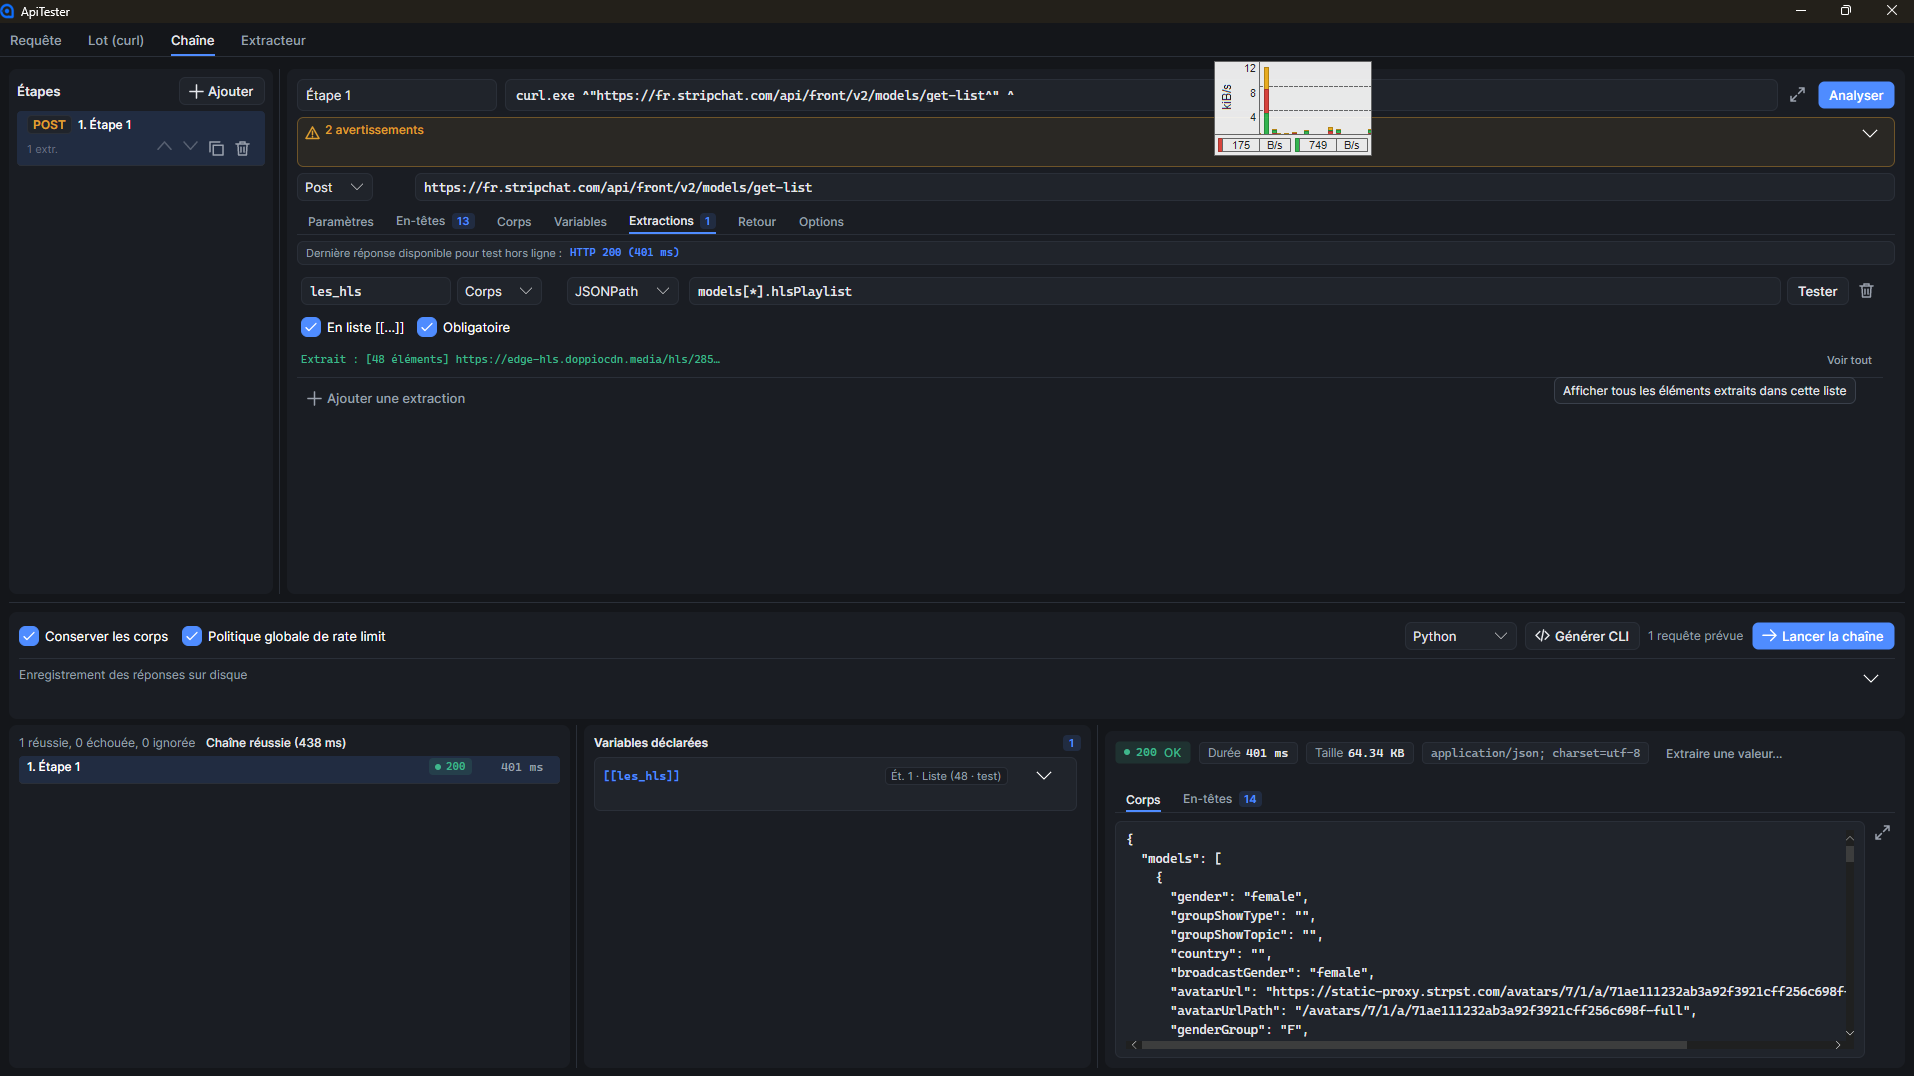 ApiTester
Requête Lot (curl) Chaîne Extracteur
Étapes
Ajouter
POST 1. Étape 1
1 extr.
Étape 1
curl.exe ^"https://fr.stripchat.com/api/front/v2/models/get-list^" ^
Analyser
12
8
4
kiB/s
175 B/s 749 B/s
2 avertissements
Post
https://fr.stripchat.com/api/front/v2/models/get-list
Paramètres En-têtes 13 Corps Variables Extractions 1 Retour Options
Dernière réponse disponible pour test hors ligne : HTTP 200 (401 ms)
les_hls Corps JSONPath models[*].hlsPlaylist Tester
En liste [[...]] Obligatoire
Extrait : [48 éléments] https://edge-hls.doppiocdn.media/hls/285…
Voir tout
Afficher tous les éléments extraits dans cette liste
Ajouter une extraction
Conserver les corps Politique globale de rate limit
Python
</> Générer CLI
1 requête prévue
Lancer la chaîne
Enregistrement des réponses sur disque
1 réussie, 0 échouée, 0 ignorée Chaîne réussie (438 ms)
1. Étape 1 200 401 ms
Variables déclarées 1
[[les_hls]] Ét. 1 · Liste (48 · test)
200 OK Durée 401 ms Taille 64.34 KB application/json; charset=utf-8 Extraire une valeur...
Corps En-têtes 14
{
"models": [
{
"gender": "female",
"groupShowType": "",
"groupShowTopic": "",
"country": "",
"broadcastGender": "female",
"avatarUrl": "https://static-proxy.strpst.com/avatars/7/1/a/71ae111232ab3a92f3921cff256c698f-
"avatarUrlPath": "/avatars/7/1/a/71ae111232ab3a92f3921cff256c698f-full",
"genderGroup": "F",